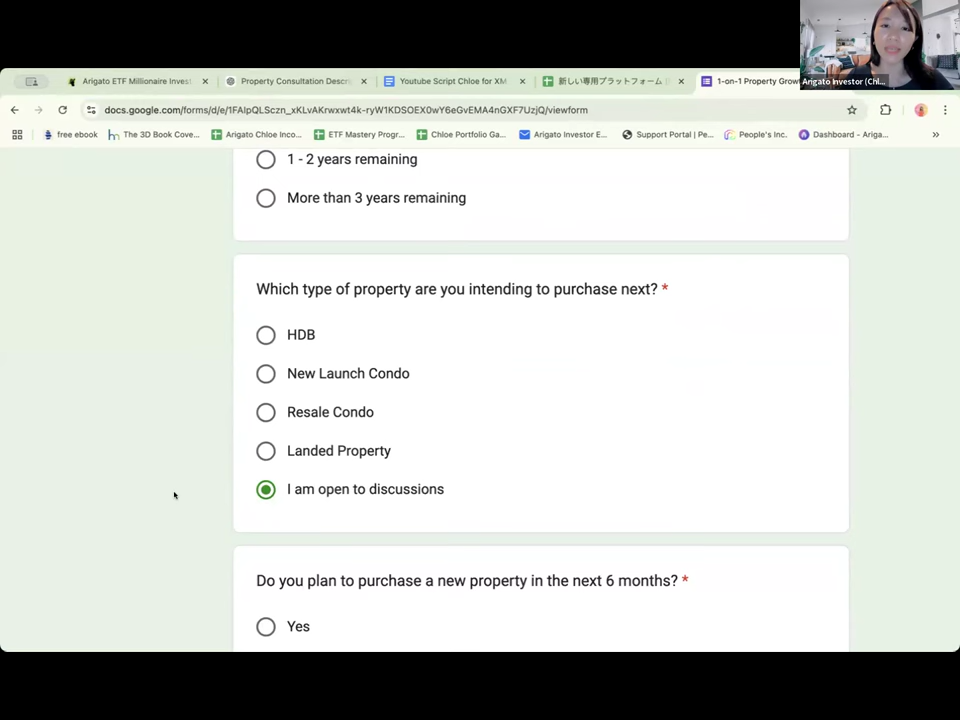 Arigato Investor (Chl...
Arigato ETF Millionaire Invest
Property Consultation Descri
Youtube Script Chloe for XM
新しい専用プラットフォーム
1-on-1 Property Grow
docs.google.com/forms/d/e/1FAIpQLSczn_xKLvAKrwxwt4k-ryW1KDSOEX0wY6eGvEMA4nGXF7UzjQ/viewform
free ebook
The 3D Book Cove...
Arigato Chloe Inco...
ETF Mastery Progr...
Chloe Portfolio Ga...
Arigato Investor E...
Support Portal | Pe...
People's Inc.
Dashboard - Ariga...
1 - 2 years remaining
More than 3 years remaining
Which type of property are you intending to purchase next? *
HDB
New Launch Condo
Resale Condo
Landed Property
I am open to discussions
Do you plan to purchase a new property in the next 6 months? *
Yes